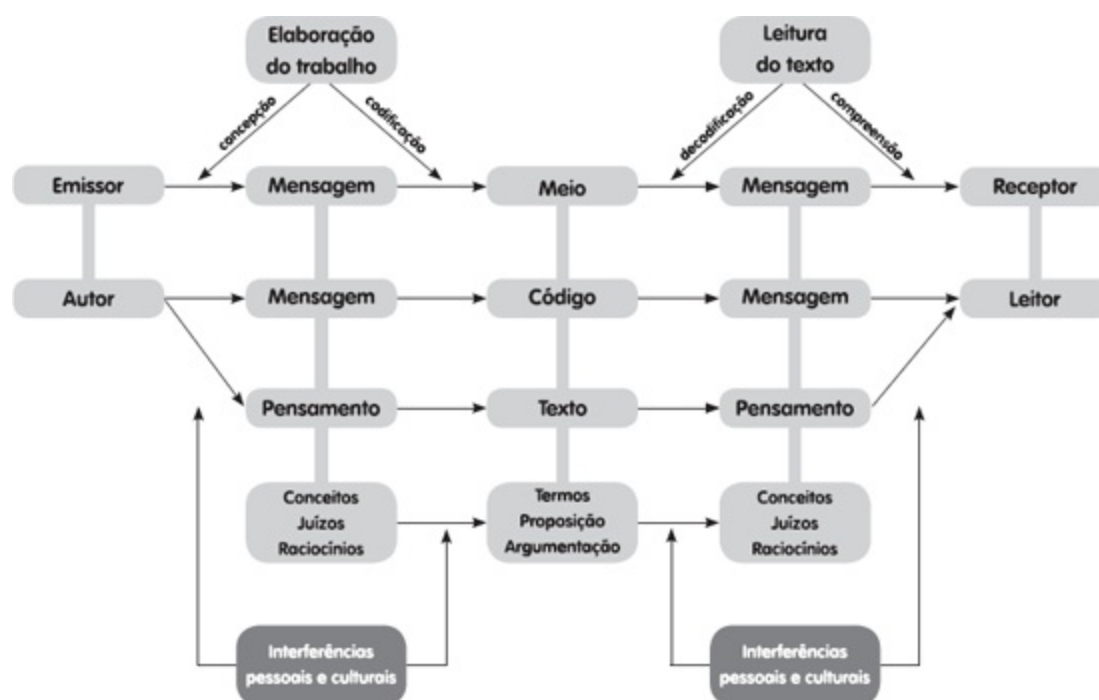 Elaboração
do trabalho
Leitura
do texto
concepção
codificação
decodificação
compreensão
Emissor
Mensagem
Meio
Mensagem
Receptor
Autor
Mensagem
Código
Mensagem
Leitor
Pensamento
Texto
Pensamento
Conceitos
Juízos
Raciocínios
Termos
Proposição
Argumentação
Conceitos
Juízos
Raciocínios
Interferências
pessoais e culturais
Interferências
pessoais e culturais